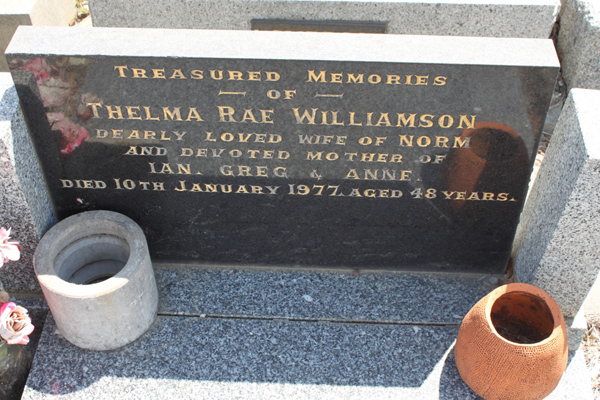 TREASURED MEMORIES
— OF —
THELMA RAE WILLIAMSON
DEARLY LOVED WIFE OF NORM
AND DEVOTED MOTHER OF
IAN, GREG & ANNE.
DIED 10TH JANUARY 1977. AGED 48 YEARS.